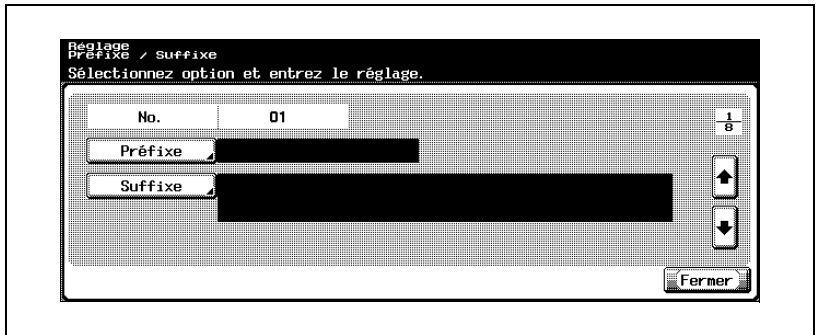 Réglage
Préfixe / Suffixe
Sélectionnez option et entrez le réglage.
No. 01
1/8
Préfixe
Suffixe
Fermer